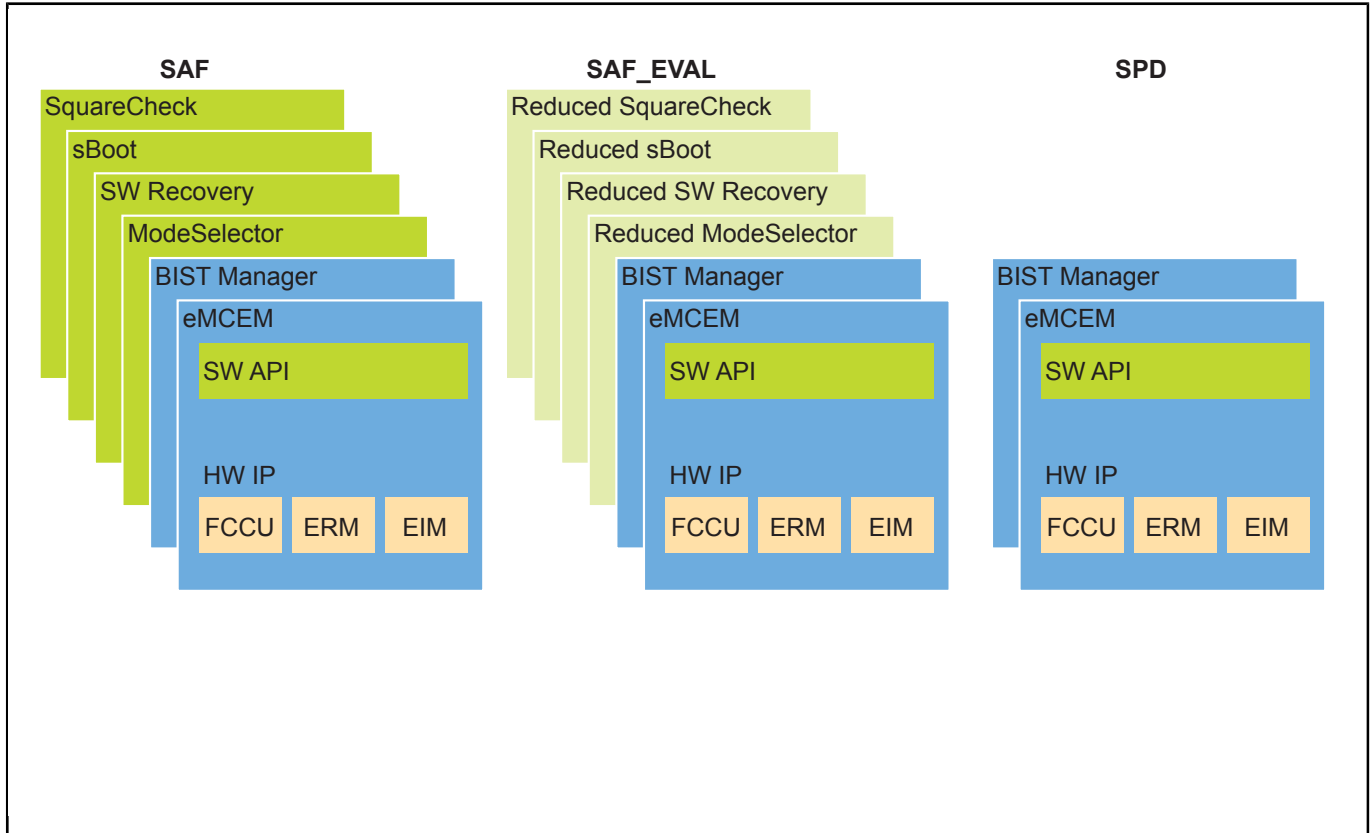 SAF
SquareCheck
sBoot
SW Recovery
ModeSelector
BIST Manager
eMCEM
SW API
HW IP
FCCU ERM EIM
SAF_EVAL
Reduced SquareCheck
Reduced sBoot
Reduced SW Recovery
Reduced ModeSelector
BIST Manager
eMCEM
SW API
HW IP
FCCU ERM EIM
SPD
BIST Manager
eMCEM
SW API
HW IP
FCCU ERM EIM